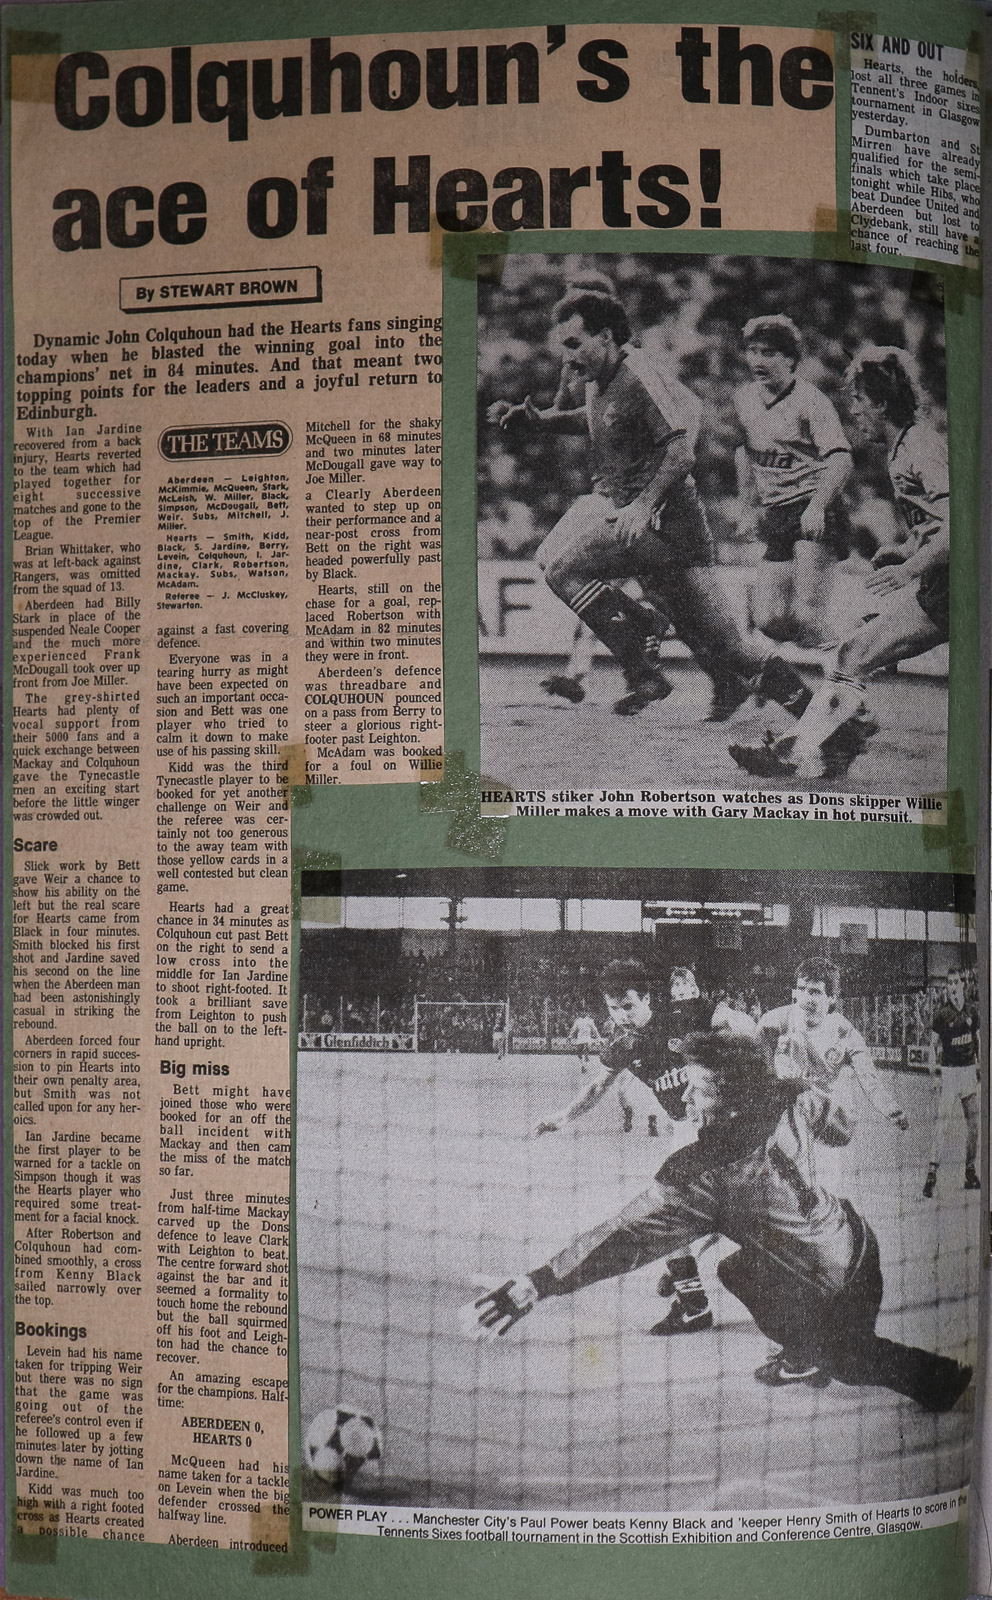 Colquhoun's the
ace of Hearts!
By STEWART BROWN
Dynamic John Colquhoun had the Hearts fans singing
today when he blasted the winning goal into the
champions' net in 84 minutes. And that meant two
topping points for the leaders and a joyful return to
Edinburgh.
With Ian Jardine
recovered from a back
injury, Hearts reverted
to the team which had
played together for
eight successive
matches and gone to the
top of the Premier
League.
Brian Whittaker, who
was at left-back against
Rangers, was omitted
from the squad of 13.
Aberdeen had Billy
Stark in place of the
suspended Neale Cooper
and the much more
experienced Frank
McDougall took over up
front from Joe Miller.
The grey-shirted
Hearts had plenty of
vocal support from
their 5000 fans and a
quick exchange between
Mackay and Colquhoun
gave the Tynecastle
men an exciting start
before the little winger
was crowded out.
Scare
Slick work by Bett
gave Weir a chance to
show his ability on the
left but the real scare
for Hearts came from
Black in four minutes.
Smith blocked his first
shot and Jardine saved
his second on the line
when the Aberdeen man
had been astonishingly
casual in striking the
rebound.
Aberdeen forced four
corners in rapid succes-
sion to pin Hearts into
their own penalty area,
but Smith was not
called upon for any her-
oics.
Ian Jardine became
the first player to be
warned for a tackle on
Simpson though it was
the Hearts player who
required some treat-
ment for a facial knock.
After Robertson and
Colquhoun had com-
bined smoothly, a cross
from Kenny Black
sailed narrowly over
the top.
Bookings
Levein had his name
taken for tripping Weir
but there was no sign
that the game was
going out of the
referee's control even if
he followed up a few
minutes later by jotting
down the name of Ian
Jardine.
Kidd was much too
high with a right footed
cross as Hearts created
a possible chance
THE TEAMS
Aberdeen — Leighton,
McKimmie, McQueen, Stark,
McLeish, W. Miller, Black,
Simpson, McDougall, Bett,
Weir. Subs, Mitchell, J.
Miller.
Hearts — Smith, Kidd,
Black, S. Jardine, Berry,
Levein, Colquhoun, I. Jar-
dine, Clark, Robertson,
Mackay. Subs, Watson,
McAdam.
Referee — J. McCluskey,
Stewarton.
against a fast covering
defence.
Everyone was in a
tearing hurry as might
have been expected on
such an important occa-
sion and Bett was one
player who tried to
calm it down to make
use of his passing skill.
Kidd was the third
Tynecastle player to be
booked for yet another
challenge on Weir and
the referee was cer-
tainly not too generous
to the away team with
those yellow cards in a
well contested but clean
game.
Hearts had a great
chance in 34 minutes as
Colquhoun cut past Bett
on the right to send a
low cross into the
middle for Ian Jardine
to shoot right-footed. It
took a brilliant save
from Leighton to push
the ball on to the left-
hand upright.
Big miss
Bett might have
joined those who were
booked for an off the
ball incident with
Mackay and then cam
the miss of the match
so far.
Just three minutes
from half-time Mackay
carved up the Dons
defence to leave Clark
with Leighton to beat.
The centre forward shot
against the bar and it
seemed a formality to
touch home the rebound
but the ball squirmed
off his foot and Leigh-
ton had the chance to
recover.
An amazing escape
for the champions. Half-
time:
ABERDEEN 0,
HEARTS 0
McQueen had his
name taken for a tackle
on Levein when the big
defender crossed the
halfway line.
Aberdeen introduced
Mitchell for the shaky
McQueen in 68 minutes
and two minutes later
McDougall gave way to
Joe Miller.
a Clearly Aberdeen
wanted to step up on
their performance and a
near-post cross from
Bett on the right was
headed powerfully past
by Black.
Hearts, still on the
chase for a goal, rep-
laced Robertson with
McAdam in 82 minutes
and within two minutes
they were in front.
Aberdeen's defence
was threadbare and
COLQUHOUN pounced
on a pass from Berry to
steer a glorious right-
footer past Leighton.
McAdam was booked
for a foul on Willie
Miller.
SIX AND OUT
Hearts, the holders,
lost all three games in
Tennent's Indoor sixes
tournament in Glasgow
yesterday.
Dumbarton and St
Mirren have already
qualified for the semi-
finals which take place
tonight while Hibs, who
beat Dundee United and
Aberdeen but lost to
Clydebank, still have a
chance of reaching the
last four.
HEARTS stiker John Robertson watches as Dons skipper Willie
Miller makes a move with Gary Mackay in hot pursuit.
Glenfiddich
mita
POWER PLAY . . . Manchester City's Paul Power beats Kenny Black and 'keeper Henry Smith of Hearts to score in the
Tennents Sixes football tournament in the Scottish Exhibition and Conference Centre, Glasgow.